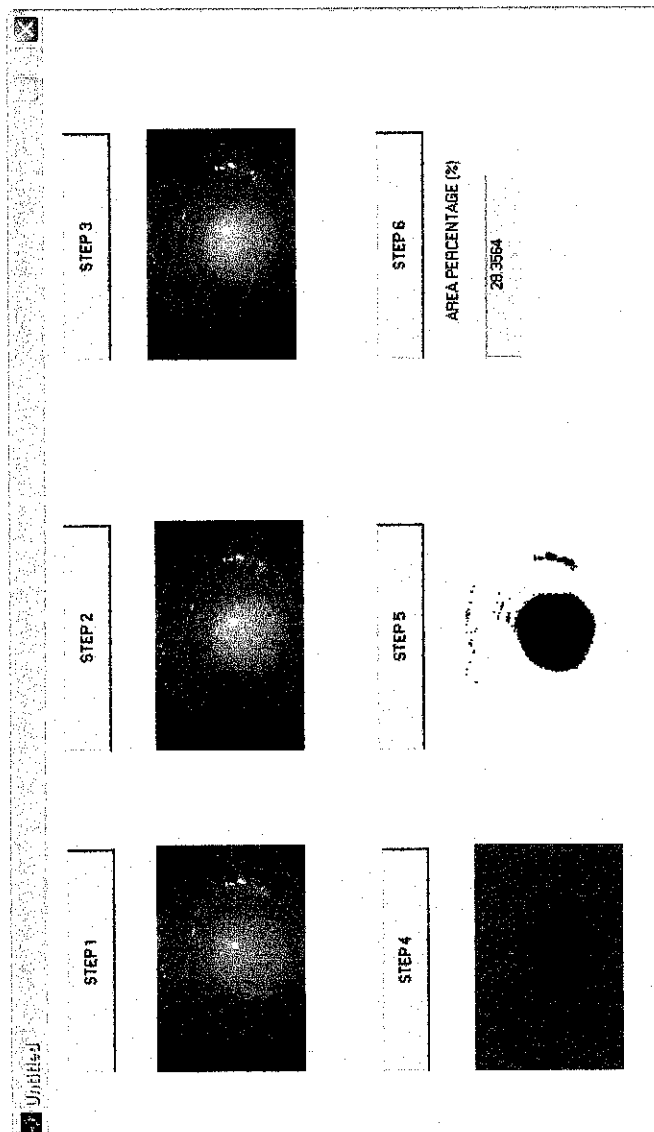 Untitled
STEP 1
STEP 2
STEP 3
STEP 4
STEP 5
STEP 6
AREA PERCENTAGE (%)
28.3564